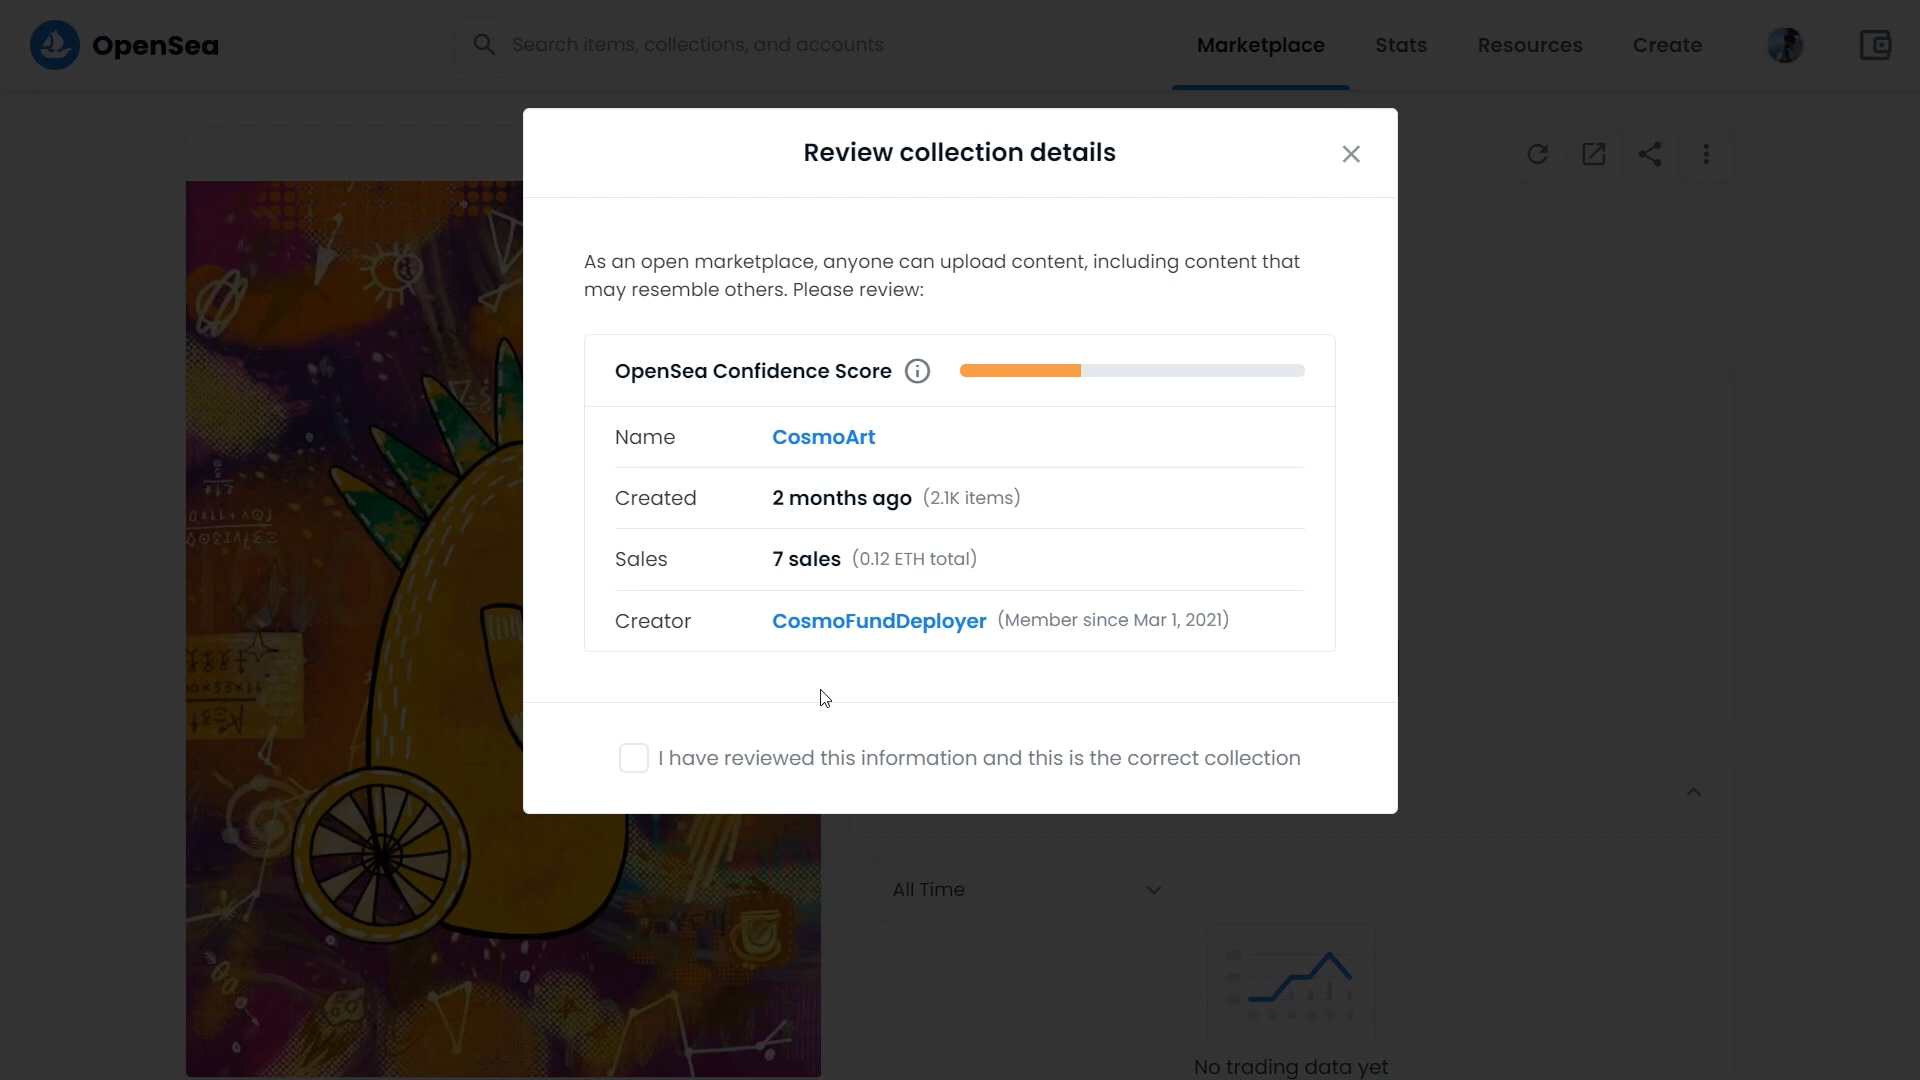 OpenSea
Search items, collections, and accounts
Marketplace
Stats
Resources
Create
Review collection details
As an open marketplace, anyone can upload content, including content that
may resemble others. Please review:
OpenSea Confidence Score
Name CosmoArt
Created 2 months ago (2.1K items)
Sales 7 sales (0.12 ETH total)
Creator CosmoFundDeployer (Member since Mar 1, 2021)
I have reviewed this information and this is the correct collection
All Time
No trading data yet